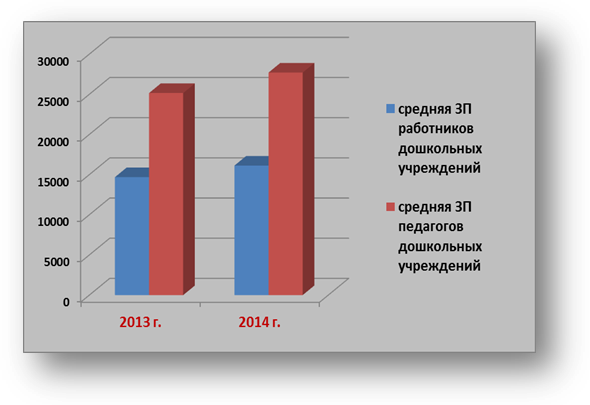 30000
25000
20000
15000
10000
5000
0
2013 г.
2014 г.
средняя ЗП
работников
дошкольных
учреждений
средняя ЗП
педагогов
дошкольных
учреждений